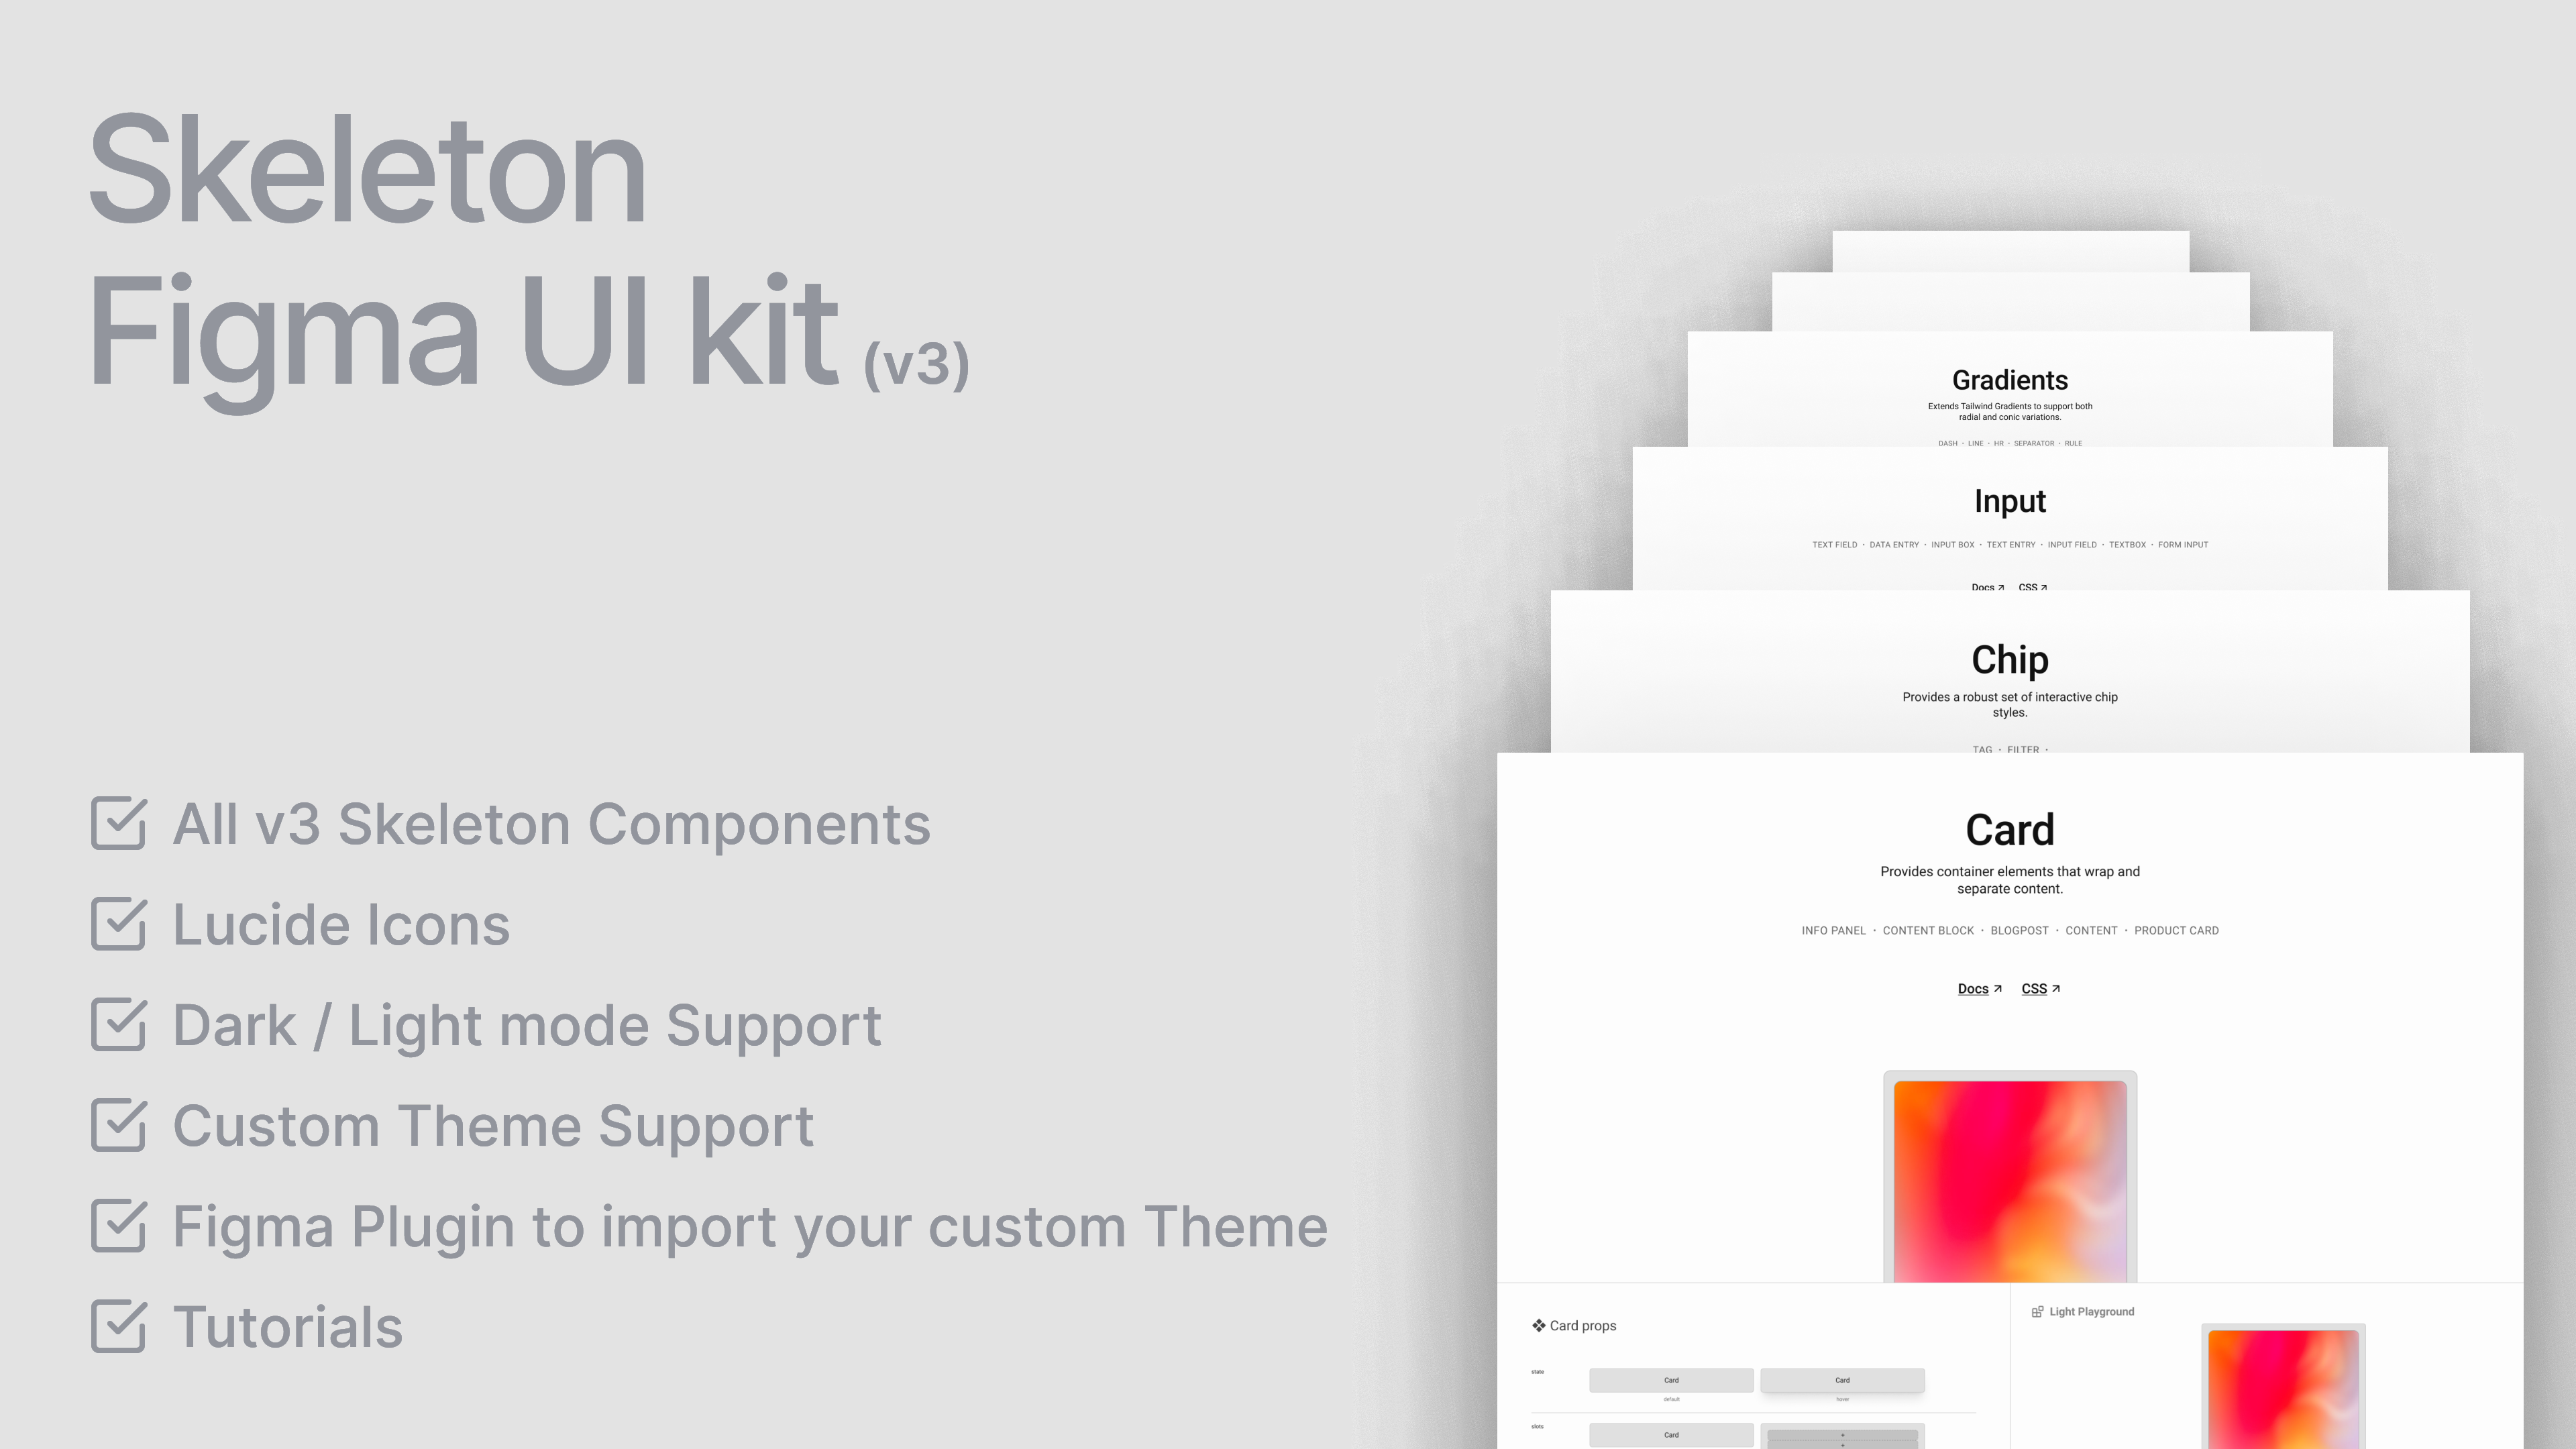 Skeleton
Figma UI kit (v3)
All v3 Skeleton Components
Lucide Icons
Dark / Light mode Support
Custom Theme Support
Figma Plugin to import your custom Theme
Tutorials
Gradients
Extends Tailwind Gradients to support both
radial and conic variations.
DASH · LINE · HR · SEPARATOR · RULE
Input
TEXT FIELD · DATA ENTRY · INPUT BOX · TEXT ENTRY · INPUT FIELD · TEXTBOX · FORM INPUT
Docs CSS
Chip
Provides a robust set of interactive chip
styles.
TAG · FILTER ·
Card
Provides container elements that wrap and
separate content.
INFO PANEL · CONTENT BLOCK · BLOGPOST · CONTENT · PRODUCT CARD
Docs CSS
Card props
state
Card Card
default hover
slots
Card
Light Playground